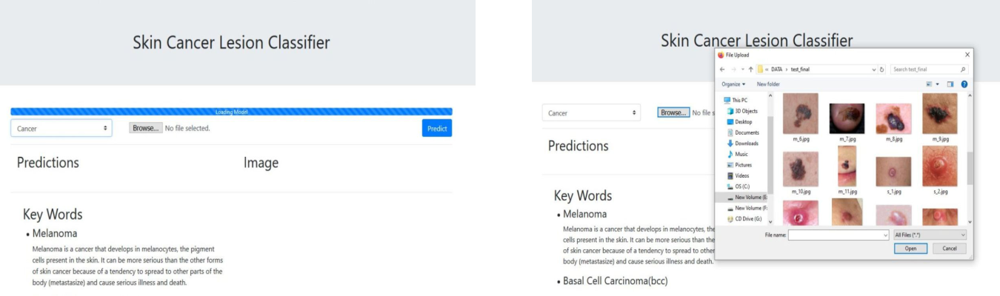 Skin Cancer Lesion Classifier
Loading Model
Cancer
Browse... No file selected.
Predict
Predictions
Image
Key Words
• Melanoma
Melanoma is a cancer that develops in melanocytes, the pigment
cells present in the skin. It can be more serious than the other forms
of skin cancer because of a tendency to spread to other parts of the
body (metastasize) and cause serious illness and death.
Skin Cancer Lesion Classifier
Cancer
Browse... No file s
Predictions
Key Words
• Melanoma
Melanoma is a cancer that develops in melanocytes, the
cells present in the skin. It can be more serious than the
of skin cancer because of a tendency to spread to other
body (metastasize) and cause serious illness and death.
• Basal Cell Carcinoma(bcc)
File Upload
« DATA › test_final
Search test_final
Organize
New folder
This PC
3D Objects
Desktop
Documents
Downloads
Music
Pictures
Videos
OS (C:)
New Volume (E:
New Volume (F:
CD Drive (G:)
m_6.jpg
m_7.jpg
m_8.jpg
m_9.jpg
m_10.jpg
m_11.jpg
s_1.jpg
s_2.jpg
File name:
All Files (*.*)
Open
Cancel